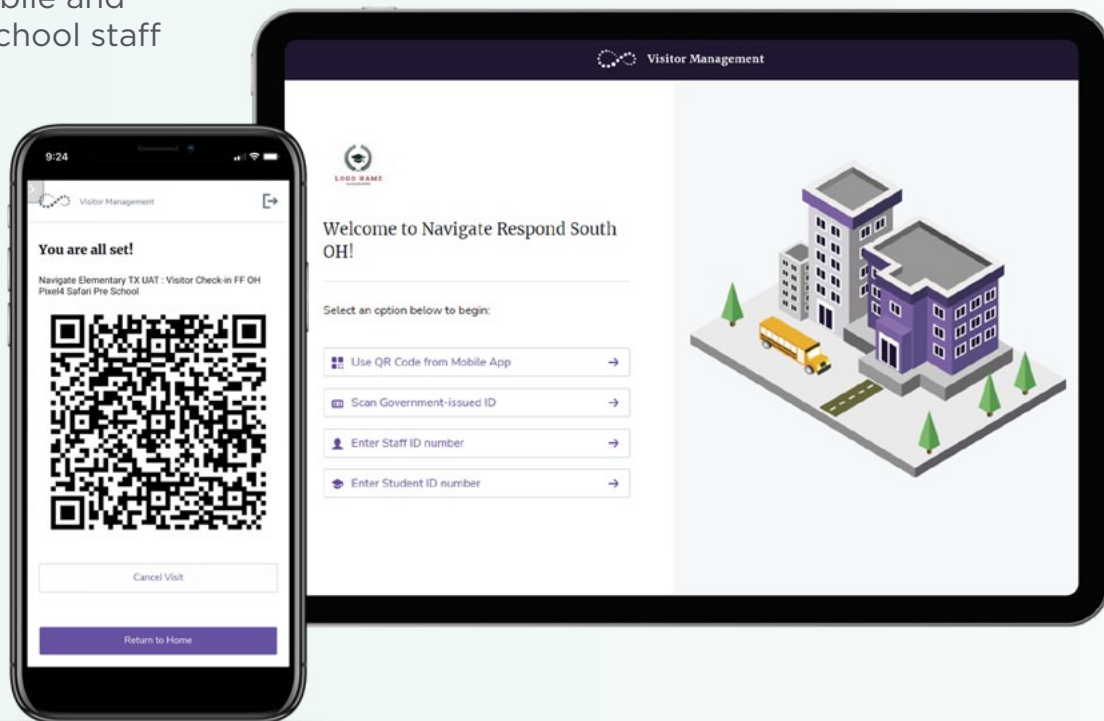 bile and
chool staff
9:24
Visitor Management
You are all set!
Navigate Elementary TX UAT : Visitor Check-in FF OH
Pixel4 Safari Pre School
Cancel Visit
Return to Home
Visitor Management
LOGO NAME
Welcome to Navigate Respond South
OH!
Select an option below to begin:
Use QR Code from Mobile App
Scan Government-issued ID
Enter Staff ID number
Enter Student ID number